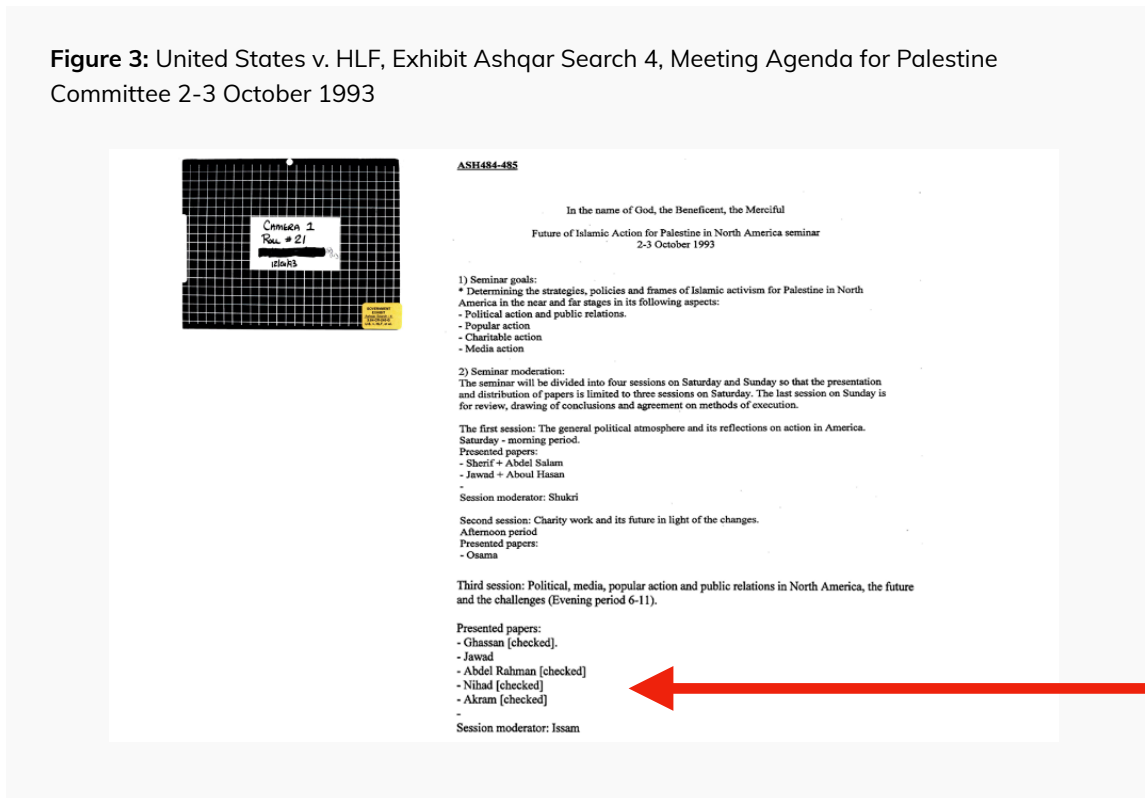 Figure 3: United States v. HLF, Exhibit Ashqar Search 4, Meeting Agenda for Palestine
Committee 2-3 October 1993
CAMERA 1
ROLL # 21
GOVERNMENT
EXHIBIT
ASH484-485
In the name of God, the Beneficent, the Merciful
Future of Islamic Action for Palestine in North America seminar
2-3 October 1993
1) Seminar goals:
* Determining the strategies, policies and frames of Islamic activism for Palestine in North
America in the near and far stages in its following aspects:
- Political action and public relations.
- Popular action
- Charitable action
- Media action
2) Seminar moderation:
The seminar will be divided into four sessions on Saturday and Sunday so that the presentation
and distribution of papers is limited to three sessions on Saturday. The last session on Sunday is
for review, drawing of conclusions and agreement on methods of execution.
The first session: The general political atmosphere and its reflections on action in America.
Saturday - morning period.
Presented papers:
- Sherif + Abdel Salam
- Jawad + Aboul Hasan
-
Session moderator: Shukri
Second session: Charity work and its future in light of the changes.
Afternoon period
Presented papers:
- Osama
Third session: Political, media, popular action and public relations in North America, the future
and the challenges (Evening period 6-11).
Presented papers:
- Ghassan [checked].
- Jawad
- Abdel Rahman [checked]
- Nihad [checked]
- Akram [checked]
-
Session moderator: Issam